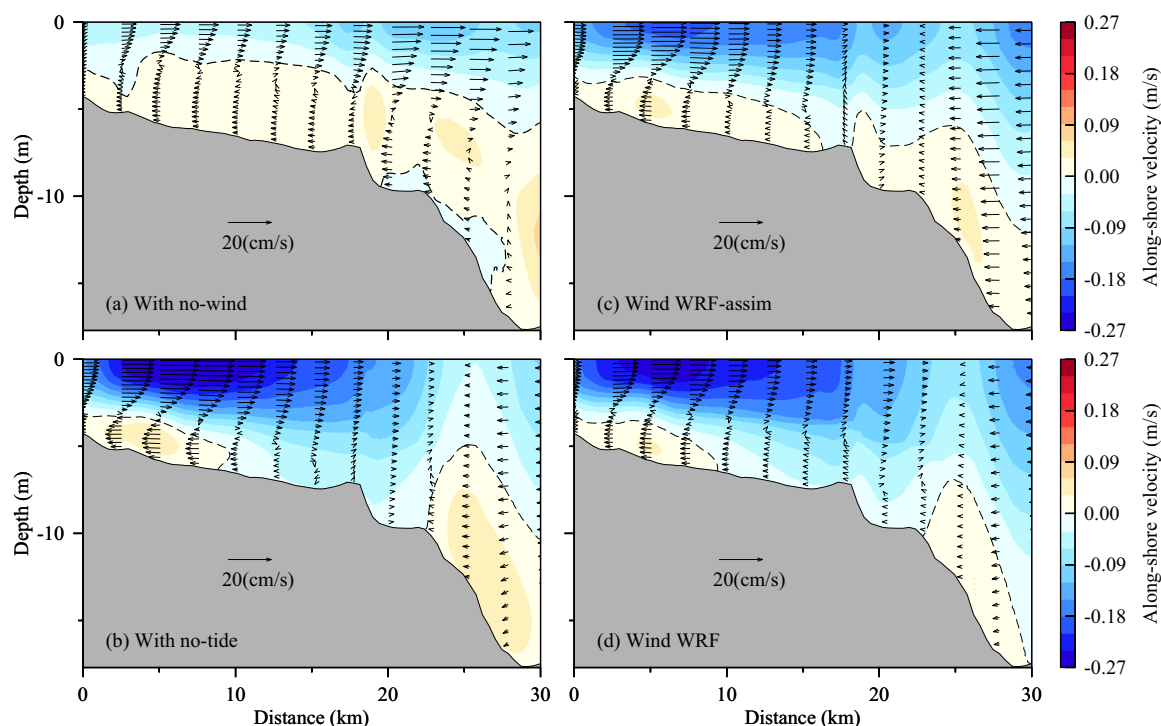 0
-10
Depth (m)
20(cm/s)
(a) With no-wind
20(cm/s)
(c) Wind WRF-assim
0.27
0.18
0.09
0.00
-0.09
-0.18
-0.27
Along-shore velocity (m/s)
0
-10
Depth (m)
20(cm/s)
(b) With no-tide
0 10 20 30
Distance (km)
20(cm/s)
(d) Wind WRF
0 10 20 30
Distance (km)
0.27
0.18
0.09
0.00
-0.09
-0.18
-0.27
Along-shore velocity (m/s)